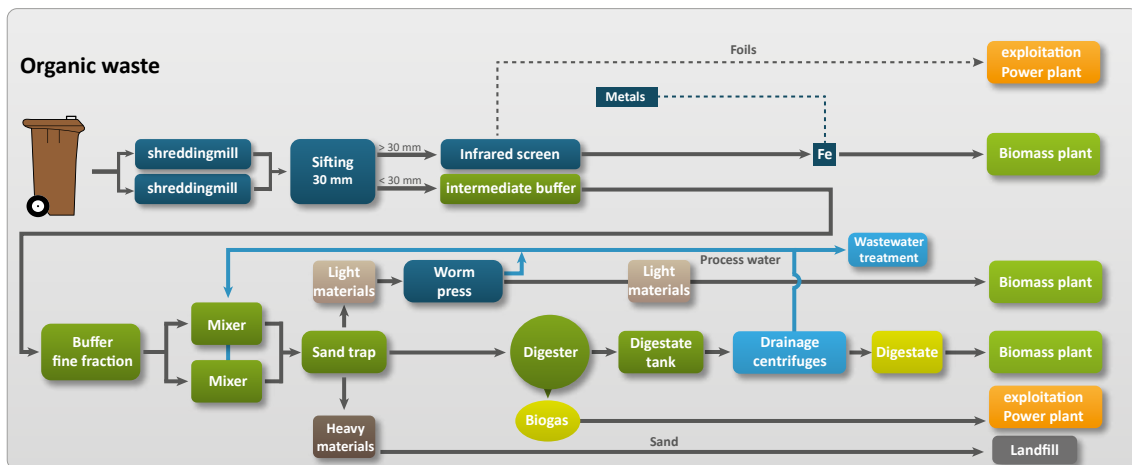 Organic waste
Foils
exploitation
Power plant
Metals
shreddingmill
shreddingmill
Sifting
30 mm
> 30 mm
< 30 mm
Infrared screen
intermediate buffer
Fe
Biomass plant
Process water
Wastewater
treatment
Light
materials
Worm
press
Light
materials
Biomass plant
Buffer
fine fraction
Mixer
Mixer
Sand trap
Digester
Digestate
tank
Drainage
centrifuges
Digestate
Biomass plant
Biogas
exploitation
Power plant
Heavy
materials
Sand
Landfill